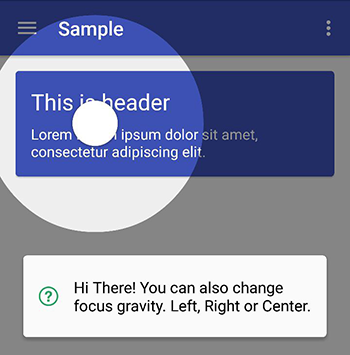 Sample
This is header
Lorem ipsum dolor sit amet,
consectetur adipiscing elit.
Hi There! You can also change
focus gravity. Left, Right or Center.